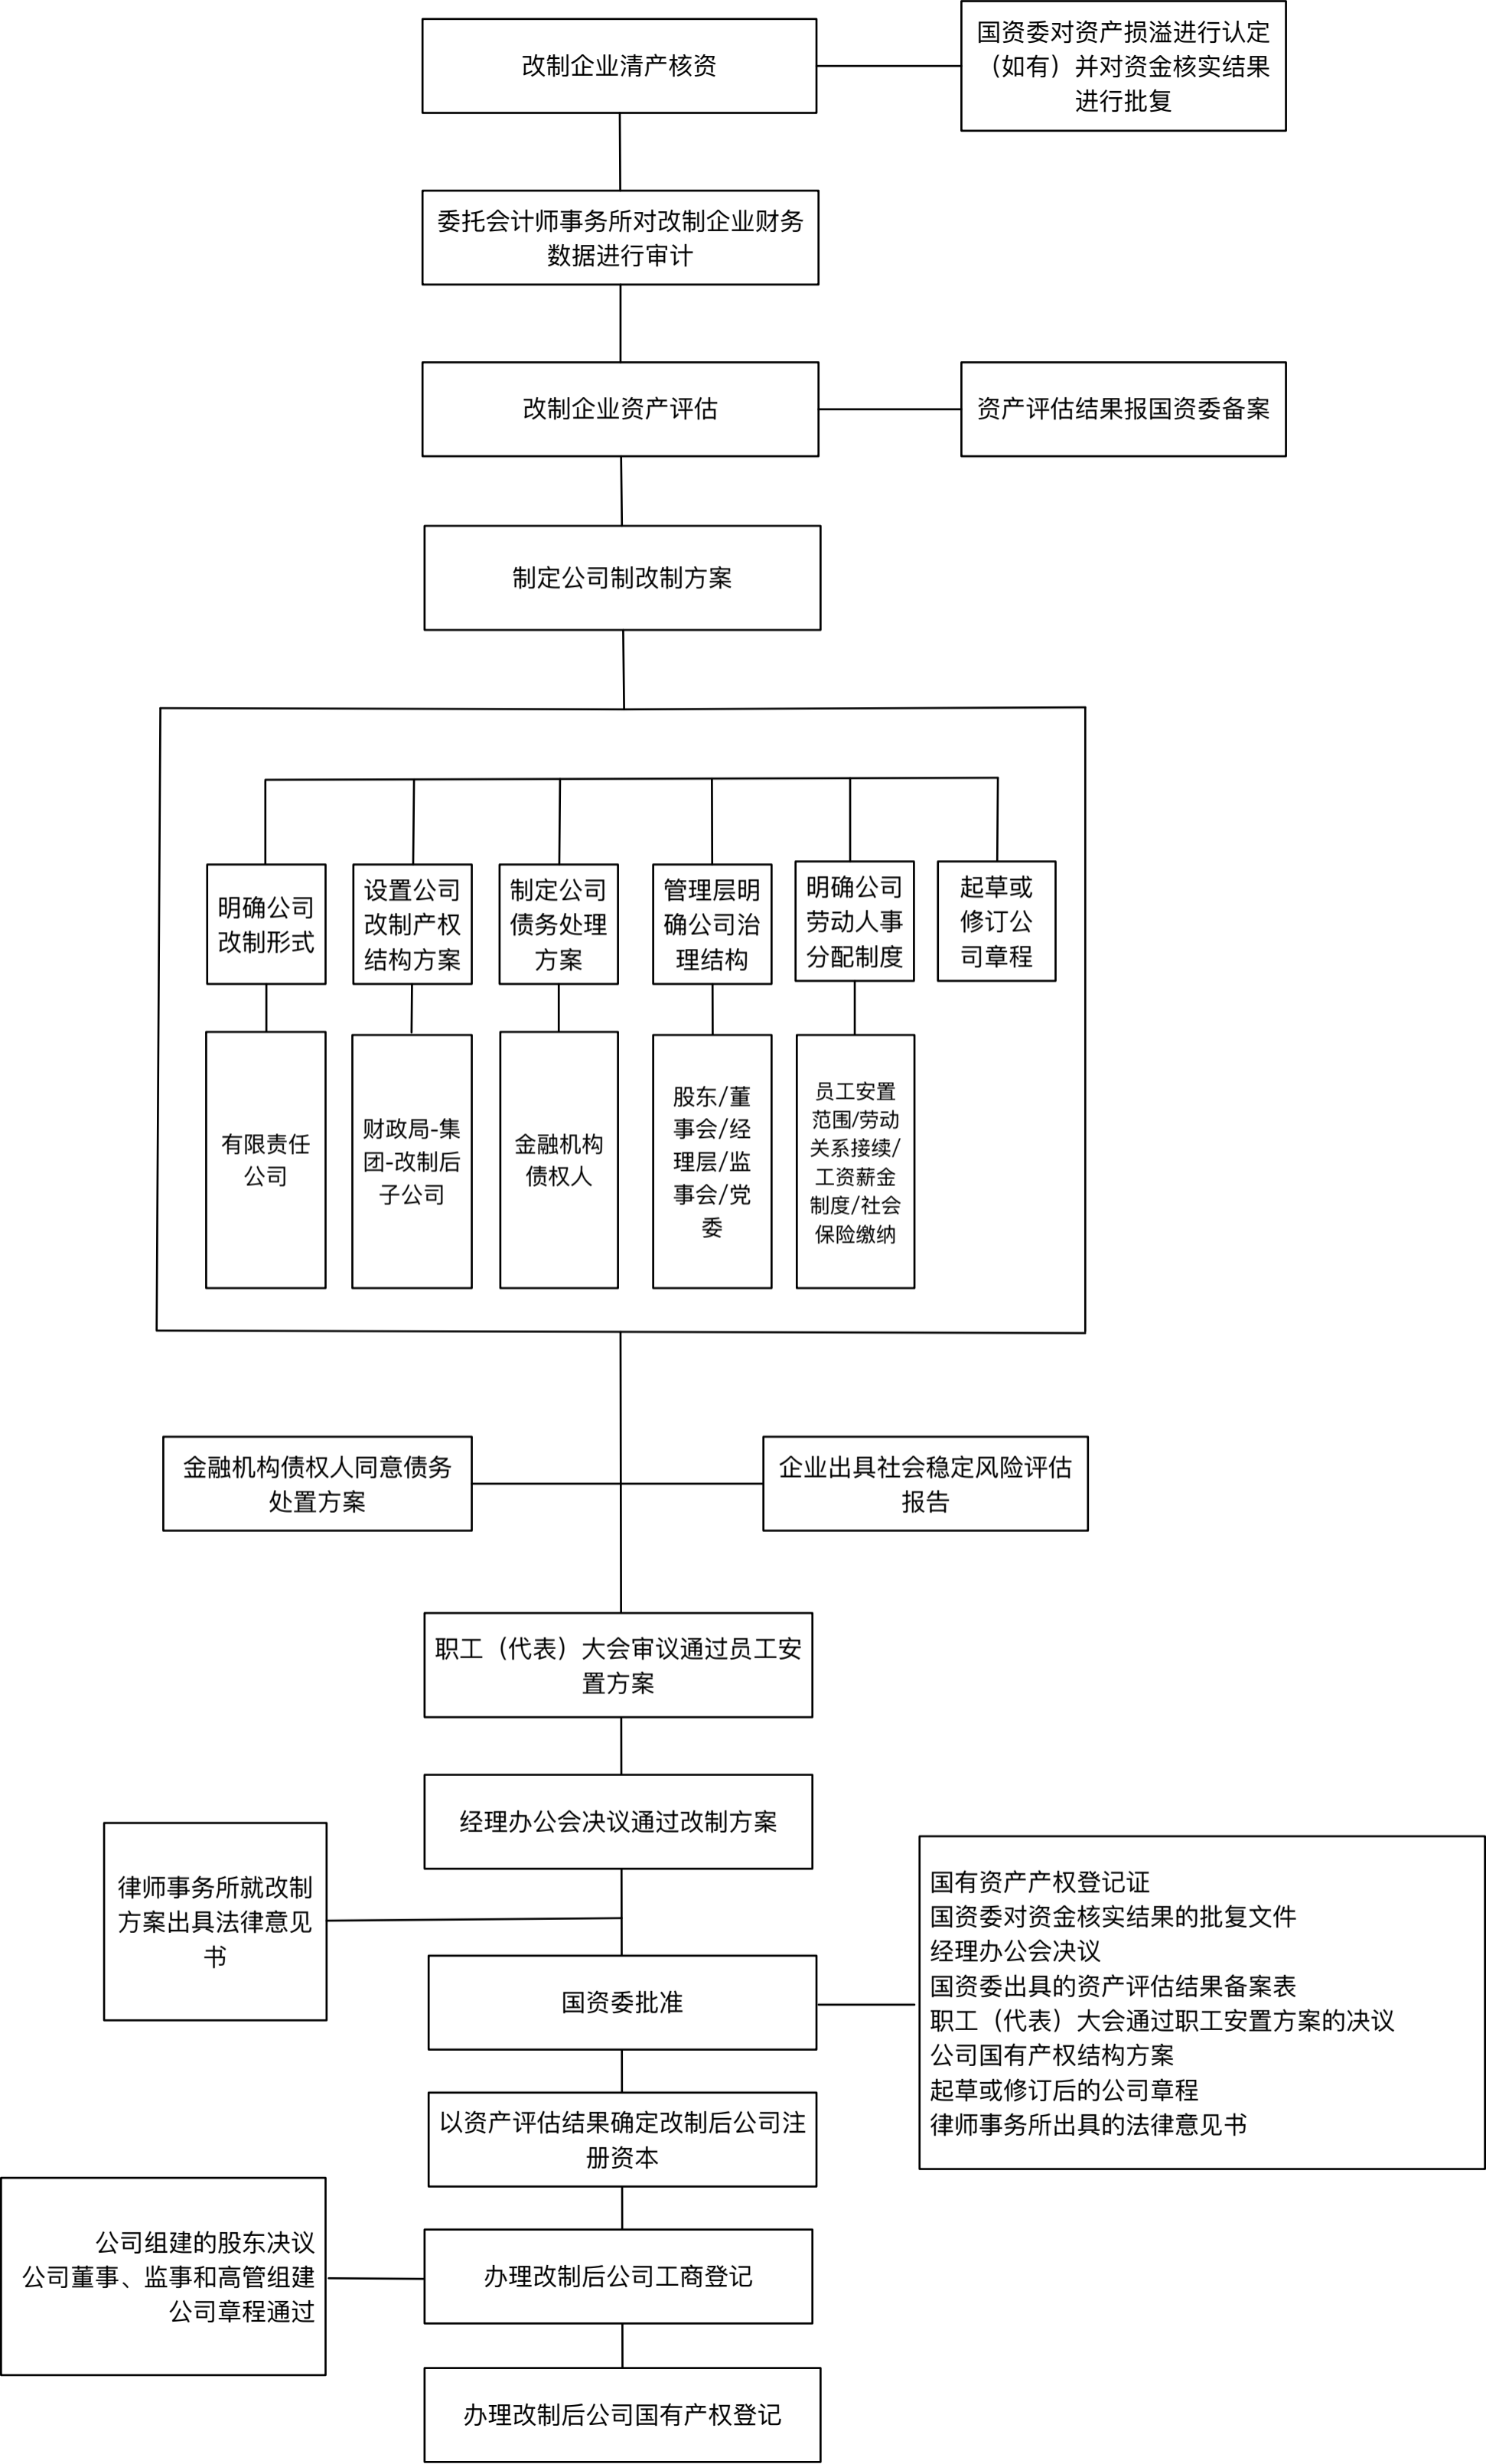 改制企业清产核资
国资委对资产损溢进行认定
（如有）并对资金核实结果
进行批复
委托会计师事务所对改制企业财务
数据进行审计
改制企业资产评估
资产评估结果报国资委备案
制定公司制改制方案
明确公司
改制形式
设置公司
改制产权
结构方案
制定公司
债务处理
方案
管理层明
确公司治
理结构
明确公司
劳动人事
分配制度
起草或
修订公
司章程
有限责任
公司
财政局-集
团-改制后
子公司
金融机构
债权人
股东/董
事会/经
理层/监
事会/党
委
员工安置
范围/劳动
关系接续/
工资薪金
制度/社会
保险缴纳
金融机构债权人同意债务
处置方案
企业出具社会稳定风险评估
报告
职工（代表）大会审议通过员工安
置方案
经理办公会决议通过改制方案
律师事务所就改制
方案出具法律意见
书
国资委批准
国有资产产权登记证
国资委对资金核实结果的批复文件
经理办公会决议
国资委出具的资产评估结果备案表
职工（代表）大会通过职工安置方案的决议
公司国有产权结构方案
起草或修订后的公司章程
律师事务所出具的法律意见书
以资产评估结果确定改制后公司注
册资本
公司组建的股东决议
公司董事、监事和高管组建
公司章程通过
办理改制后公司工商登记
办理改制后公司国有产权登记